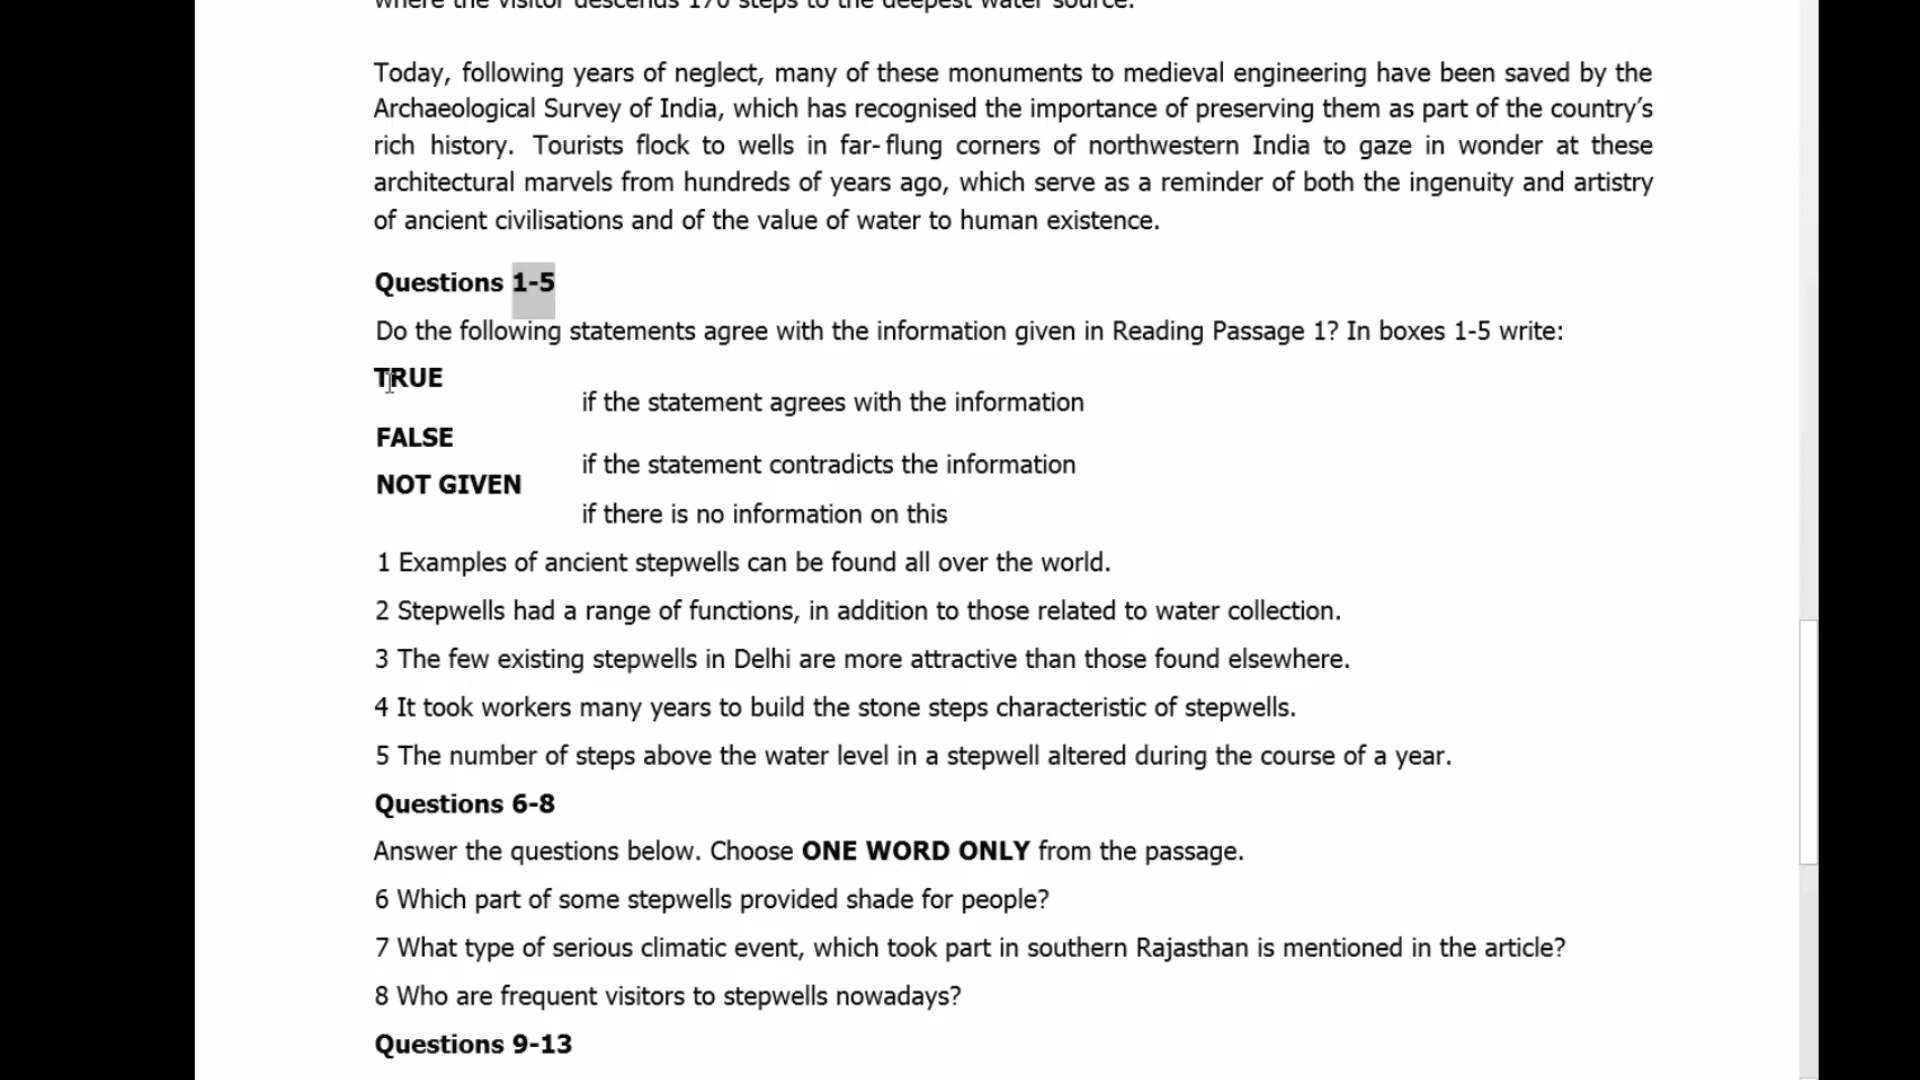 where the visitor descends 170 steps to the deepest water source.
Today, following years of neglect, many of these monuments to medieval engineering have been saved by the
Archaeological Survey of India, which has recognised the importance of preserving them as part of the country's
rich history. Tourists flock to wells in far-flung corners of northwestern India to gaze in wonder at these
architectural marvels from hundreds of years ago, which serve as a reminder of both the ingenuity and artistry
of ancient civilisations and of the value of water to human existence.
Questions 1-5
Do the following statements agree with the information given in Reading Passage 1? In boxes 1-5 write:
TRUE
if the statement agrees with the information
FALSE
if the statement contradicts the information
NOT GIVEN
if there is no information on this
1 Examples of ancient stepwells can be found all over the world.
2 Stepwells had a range of functions, in addition to those related to water collection.
3 The few existing stepwells in Delhi are more attractive than those found elsewhere.
4 It took workers many years to build the stone steps characteristic of stepwells.
5 The number of steps above the water level in a stepwell altered during the course of a year.
Questions 6-8
Answer the questions below. Choose ONE WORD ONLY from the passage.
6 Which part of some stepwells provided shade for people?
7 What type of serious climatic event, which took part in southern Rajasthan is mentioned in the article?
8 Who are frequent visitors to stepwells nowadays?
Questions 9-13